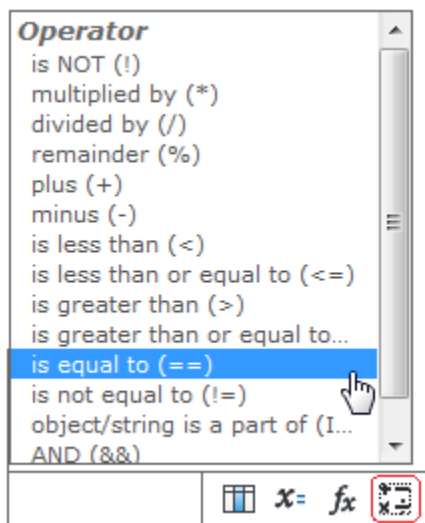 Operator
is NOT (!)
multiplied by (*)
divided by (/)
remainder (%)
plus (+)
minus (-)
is less than (<)
is less than or equal to (<=)
is greater than (>)
is greater than or equal to...
is equal to (==)
is not equal to (!=)
object/string is a part of (I...
AND (&&)
x= fx